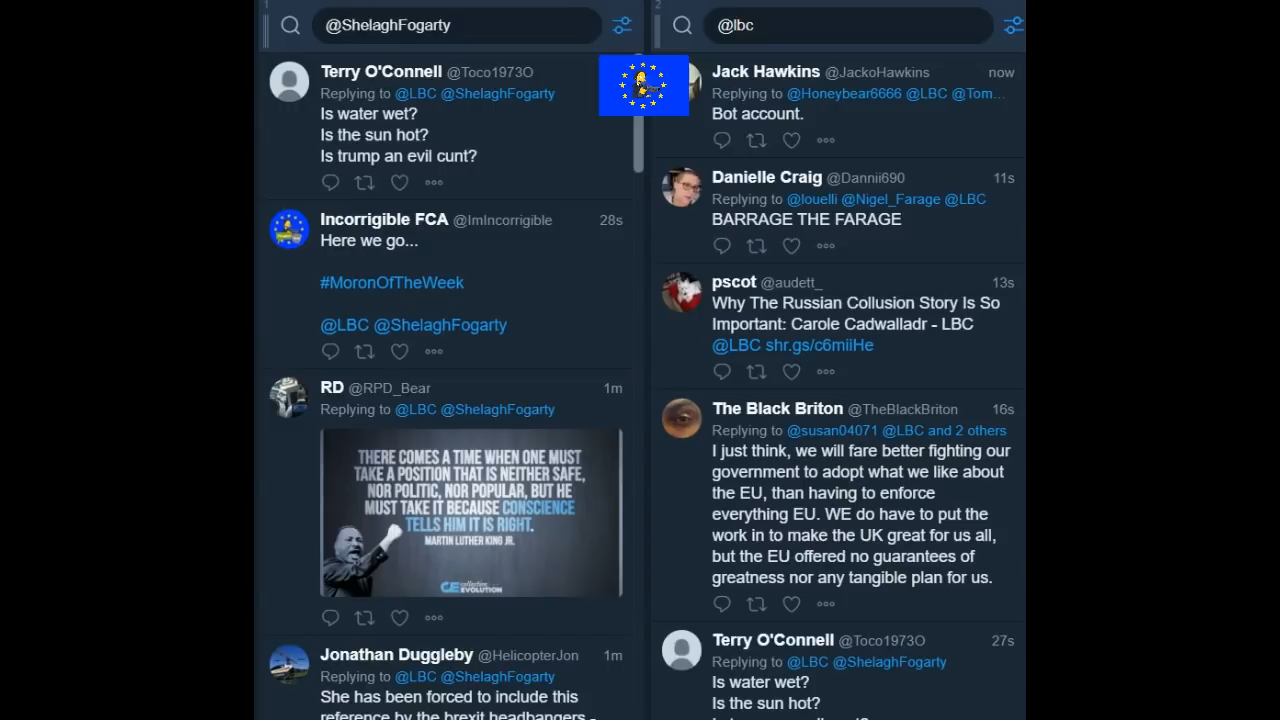 1
@ShelaghFogarty
Terry O'Connell @Toco1973O
Replying to @LBC @ShelaghFogarty
Is water wet?
Is the sun hot?
Is trump an evil cunt?
Incorrigible FCA @ImIncorrigible 28s
Here we go...
#MoronOfTheWeek
@LBC @ShelaghFogarty
RD @RPD_Bear 1m
Replying to @LBC @ShelaghFogarty
THERE COMES A TIME WHEN ONE MUST
TAKE A POSITION THAT IS NEITHER SAFE,
NOR POLITIC, NOR POPULAR, BUT HE
MUST TAKE IT BECAUSE CONSCIENCE
TELLS HIM IT IS RIGHT.
MARTIN LUTHER KING JR.
CE collective
EVOLUTION
Jonathan Duggleby @HelicopterJon 1m
Replying to @LBC @ShelaghFogarty
She has been forced to include this
reference by the brexit headbangers -
2
@lbc
Jack Hawkins @JackoHawkins now
Replying to @Honeybear6666 @LBC @Tom...
Bot account.
Danielle Craig @Dannii690 11s
Replying to @louelli @Nigel_Farage @LBC
BARRAGE THE FARAGE
pscot @audett_ 13s
Why The Russian Collusion Story Is So
Important: Carole Cadwalladr - LBC
@LBC shr.gs/c6miiHe
The Black Briton @TheBlackBriton 16s
Replying to @susan04071 @LBC and 2 others
I just think, we will fare better fighting our
government to adopt what we like about
the EU, than having to enforce
everything EU. WE do have to put the
work in to make the UK great for us all,
but the EU offered no guarantees of
greatness nor any tangible plan for us.
Terry O'Connell @Toco1973O 27s
Replying to @LBC @ShelaghFogarty
Is water wet?
Is the sun hot?